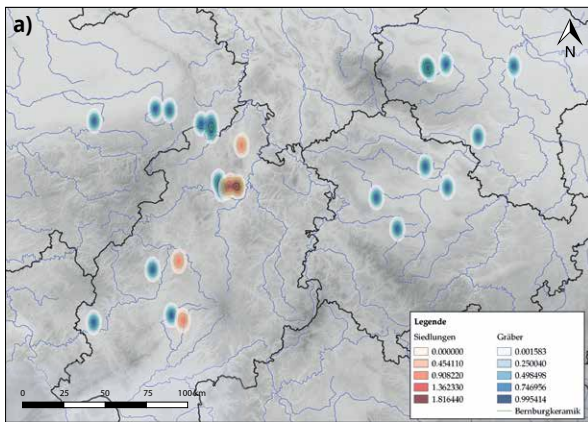 a)
N
Legende
Siedlungen Gräber
0.000000 0.001583
0.454110 0.250040
0.908220 0.498498
1.362330 0.746956
1.816440 0.995414
Bernburgkeramik
0 25 50 75 100 km